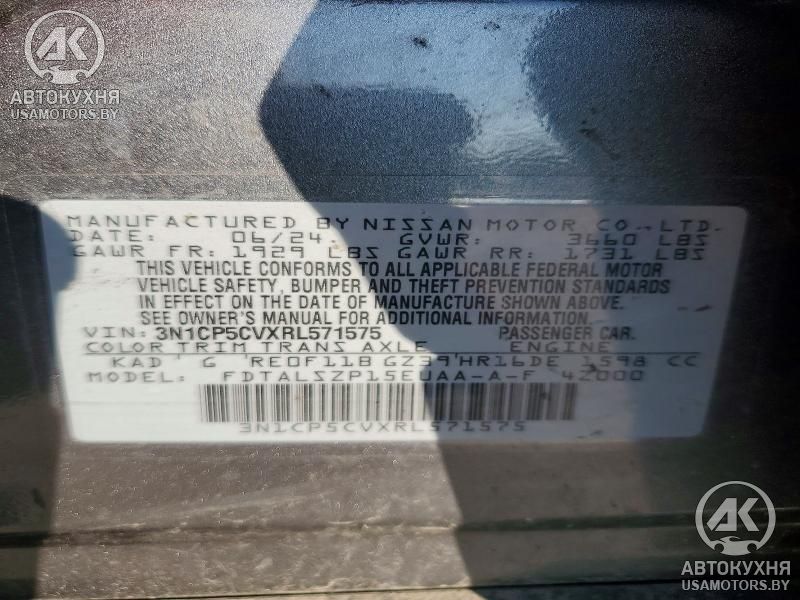 AK
АВТОКУХНЯ
USAMOTORS.BY
MANUFACTURED BY NISSAN MOTOR CO., LTD.
DATE: 06/24 GVWR: 3660 LBS
GAWR FR: 1929 LBS GAWR RR: 1731 LBS
THIS VEHICLE CONFORMS TO ALL APPLICABLE FEDERAL MOTOR
VEHICLE SAFETY, BUMPER AND THEFT PREVENTION STANDARDS
IN EFFECT ON THE DATE OF MANUFACTURE SHOWN ABOVE.
SEE OWNER'S MANUAL FOR ADDITIONAL INFORMATION.
VIN: 3N1CP5CVXRL571575 PASSENGER CAR.
COLOR TRIM TRANS AXLE ENGINE
KAD G RE0F11B GZ39 HR16DE 1598 CC
MODEL: FDTALSZP15EUAA-A-F 42000
3N1CP5CVXRL571575
AK
АВТОКУХНЯ
USAMOTORS.BY